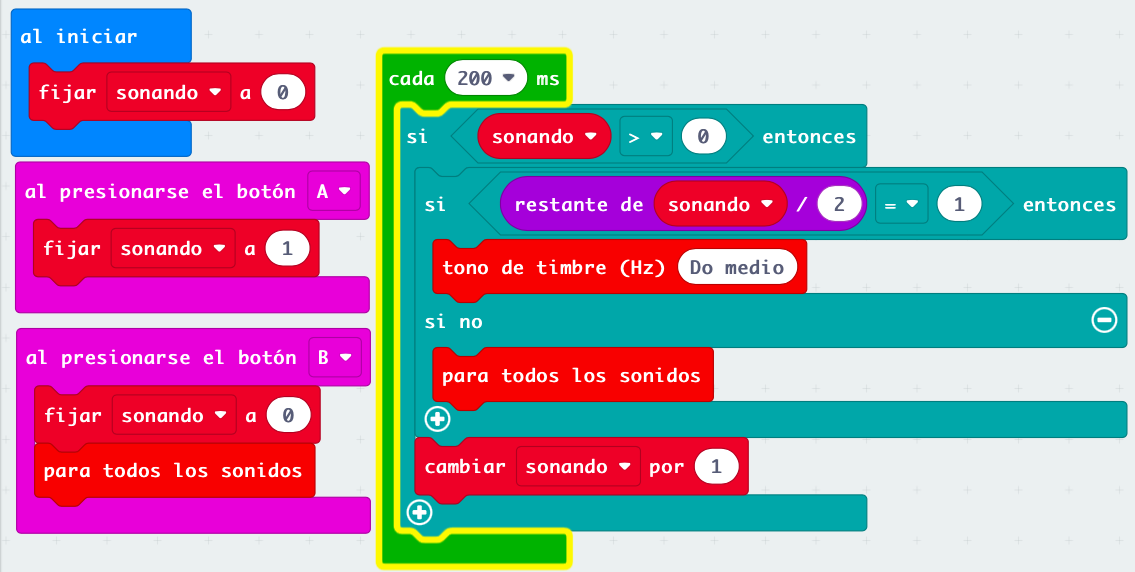 al iniciar
fijar sonando a 0
al presionarse el botón A
fijar sonando a 1
al presionarse el botón B
fijar sonando a 0
para todos los sonidos
cada 200 ms
si sonando > 0 entonces
si restante de sonando / 2 = 1 entonces
tono de timbre (Hz) Do medio
si no
para todos los sonidos
cambiar sonando por 1